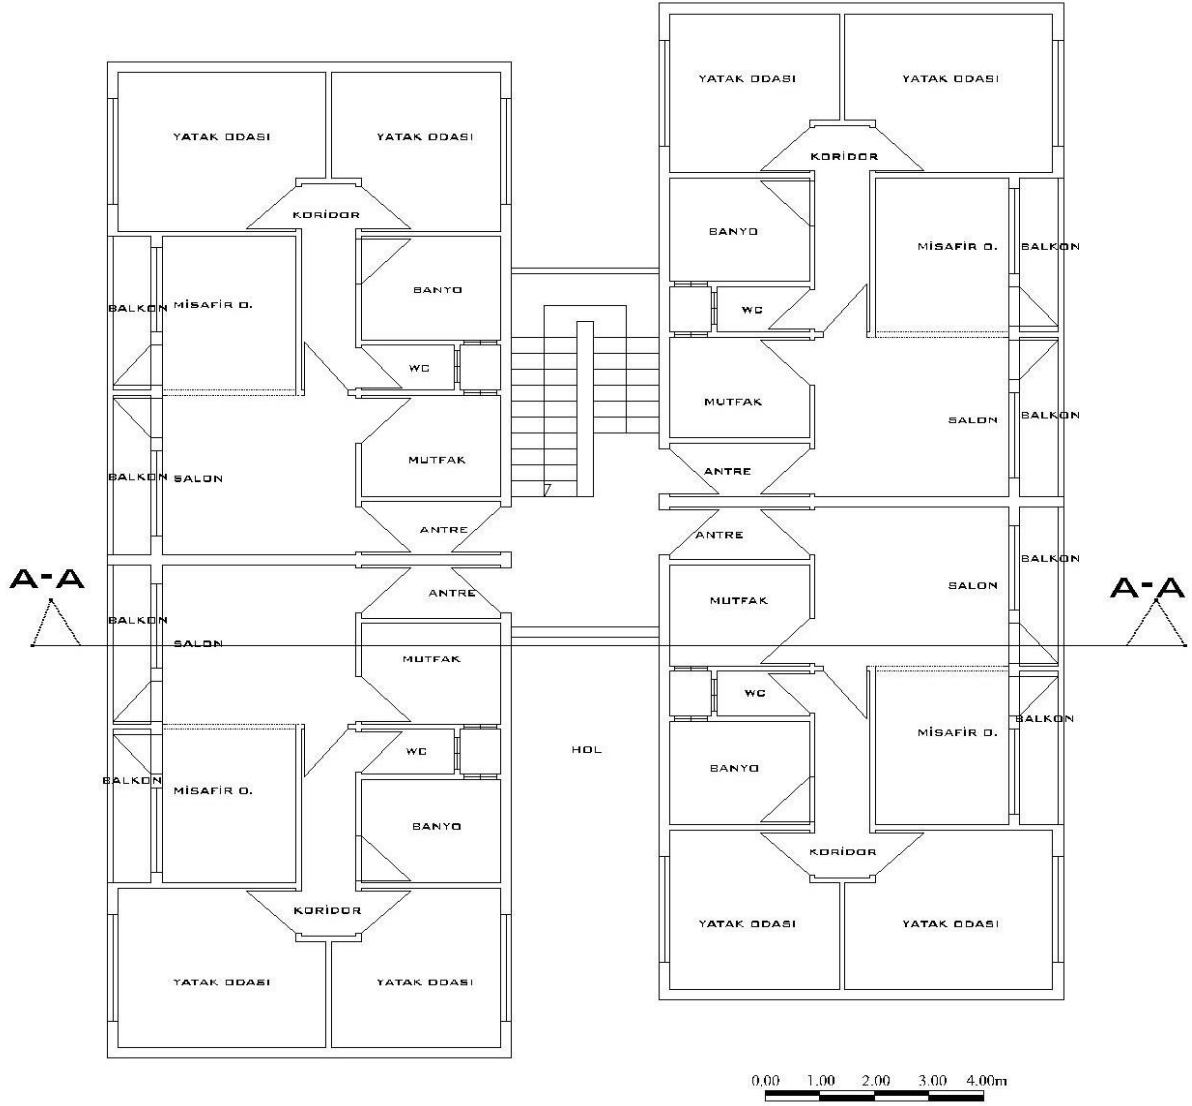 YATAK ODASI YATAK ODASI
YATAK ODASI YATAK ODASI
KORİDOR
KORİDOR
BANYO MİSAFİR O. BALKON
BALKON MİSAFİR O. BANYO
WC
WC
MUTFAK SALON BALKON
BALKON SALON MUTFAK ANTRE
ANTRE ANTRE
BALKON
A-A A-A
ANTRE SALON
MUTFAK
BALKON
SALON MUTFAK
WC
BALKON
MİSAFİR O.
HOL
WC
BANYO
BALKON
MİSAFİR O.
BANYO
KORİDOR
KORİDOR
YATAK ODASI YATAK ODASI
YATAK ODASI YATAK ODASI
0.00 1.00 2.00 3.00 4.00m